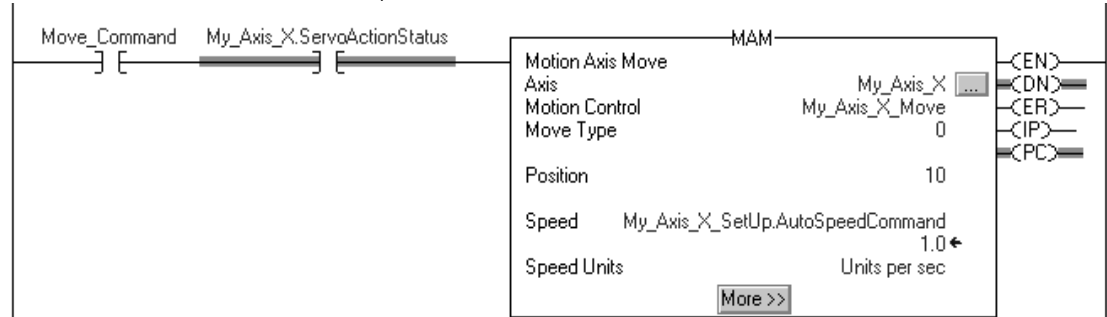 Move_Command My_Axis_X.ServoActionStatus
MAM
Motion Axis Move
Axis My_Axis_X ...
Motion Control My_Axis_X_Move
Move Type 0
Position 10
Speed My_Axis_X_SetUp.AutoSpeedCommand
1.0
Speed Units Units per sec
More >>
EN
DN
ER
IP
PC